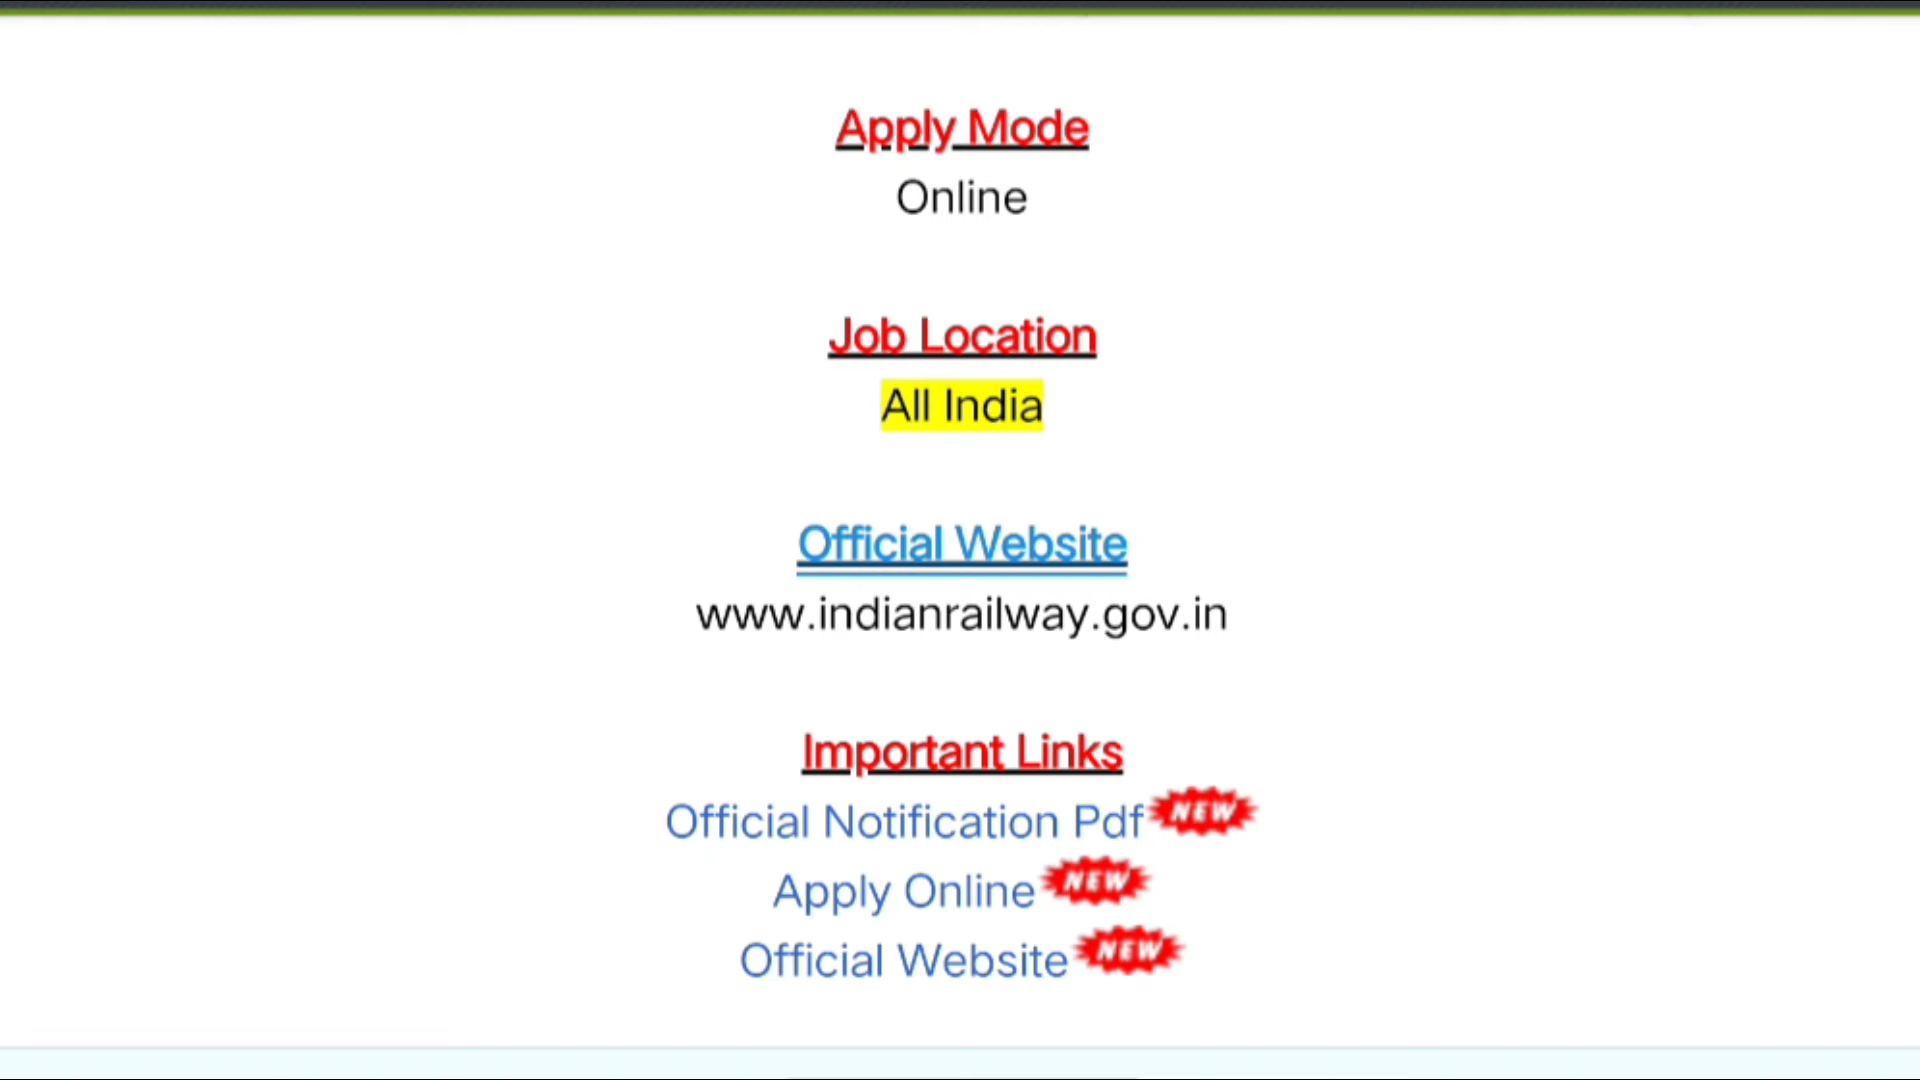 Apply Mode
Online
Job Location
All India
Official Website
www.indianrailway.gov.in
Important Links
Official Notification Pdf NEW
Apply Online NEW
Official Website NEW